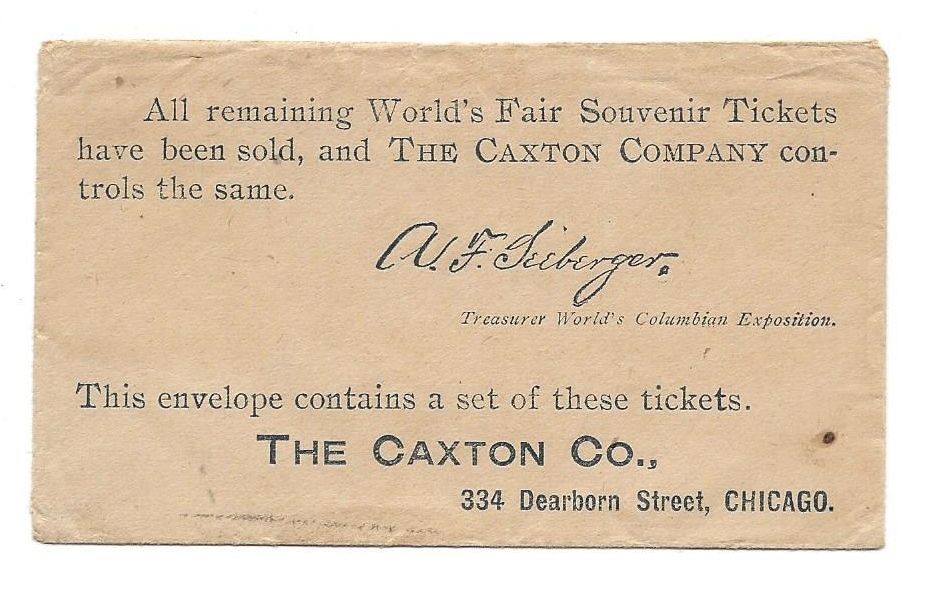 All remaining World's Fair Souvenir Tickets
have been sold, and THE CAXTON COMPANY con-
trols the same.
A. F. Seeberger.
Treasurer World's Columbian Exposition.
This envelope contains a set of these tickets.
THE CAXTON CO.,
334 Dearborn Street, CHICAGO.